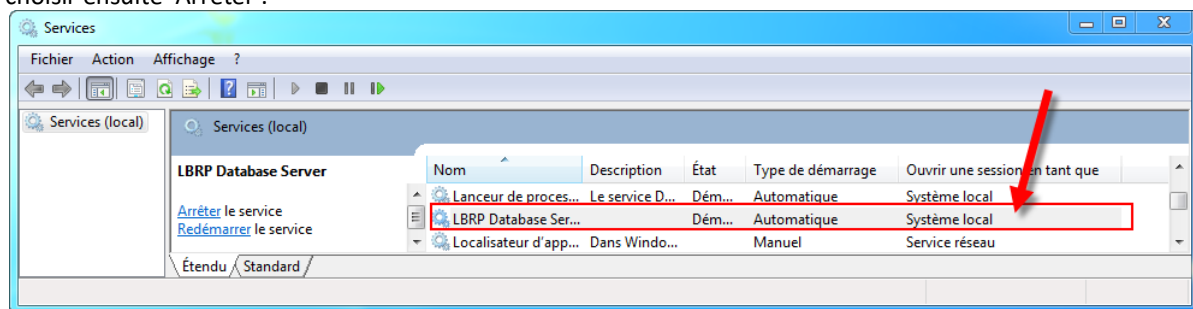 choisir ensuite 'Arrêter'.
Services
Fichier Action Affichage ?
Services (local)
Services (local)
LBRP Database Server
Arrêter le service
Redémarrer le service
Nom Description État Type de démarrage Ouvrir une session en tant que
Lanceur de proces... Le service D... Dém... Automatique Système local
LBRP Database Ser... Dém... Automatique Système local
Localisateur d'app... Dans Windo... Manuel Service réseau
Étendu Standard